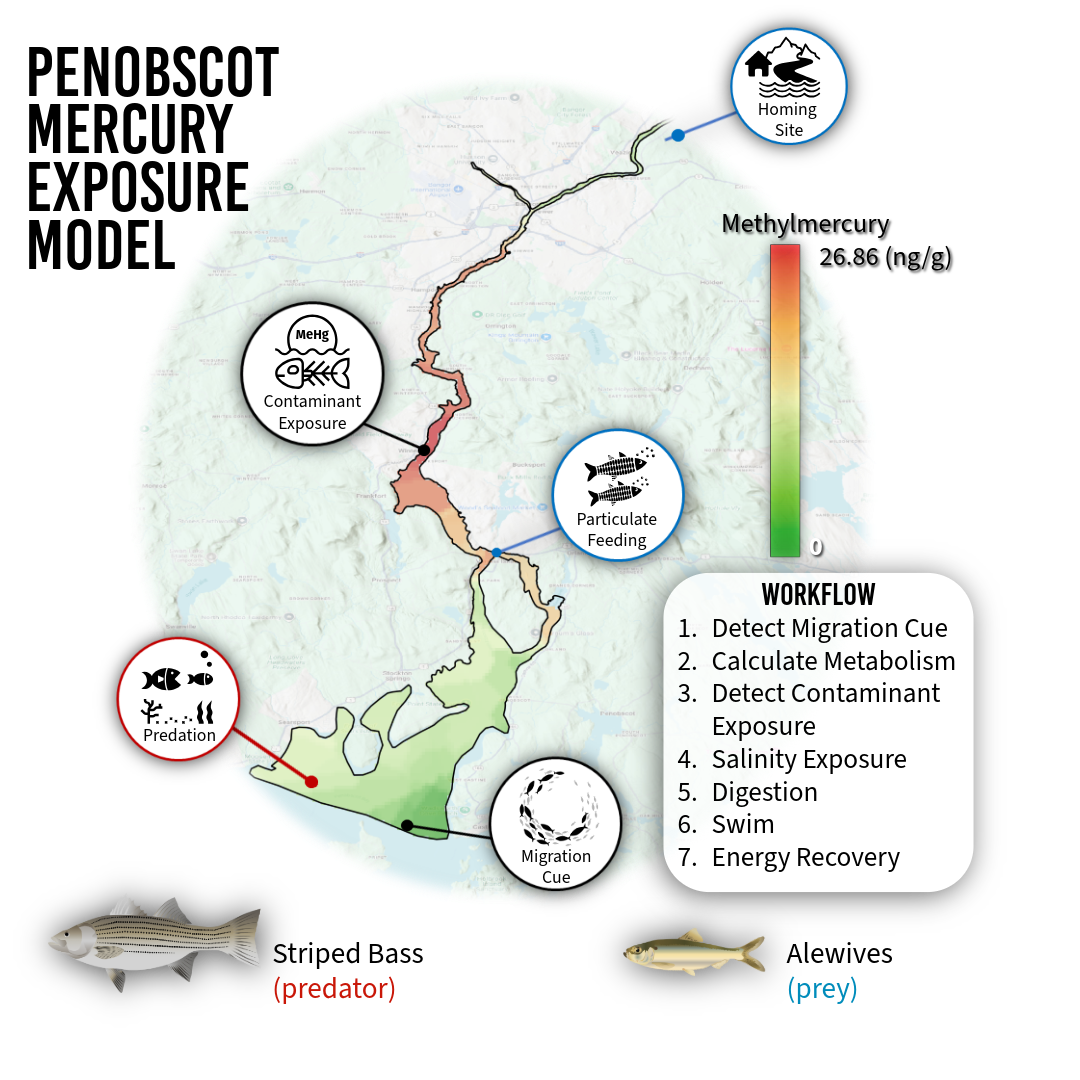 PENOBSCOT
MERCURY
EXPOSURE
MODEL
Homing
Site
Methylmercury
26.86 (ng/g)
0
MeHg
Contaminant
Exposure
Particulate
Feeding
Predation
Migration
Cue
Frankfort
WORKFLOW
1. Detect Migration Cue
2. Calculate Metabolism
3. Detect Contaminant
Exposure
4. Salinity Exposure
5. Digestion
6. Swim
7. Energy Recovery
Striped Bass
(predator)
Alewives
(prey)